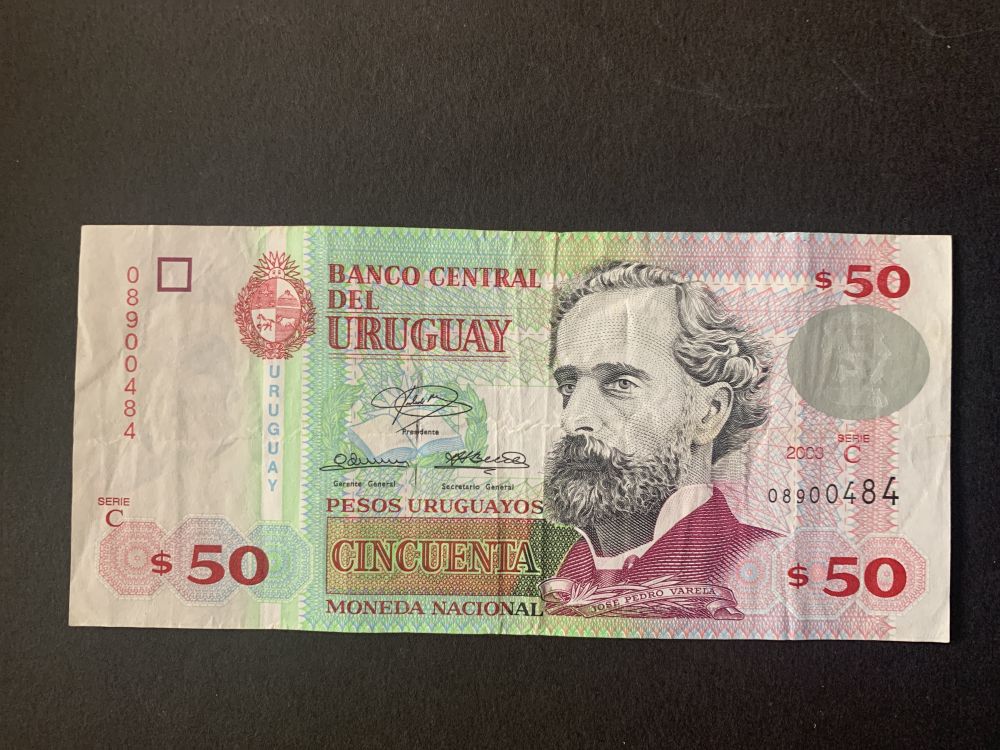 08900484
URUGUAY
SERIE
C
$ 50
BANCO CENTRAL
DEL
URUGUAY
Presidente
Gerente General
Secretario General
PESOS URUGUAYOS
CINCUENTA
MONEDA NACIONAL
JOSE PEDRO VARELA
$ 50
SERIE
2003 C
08900484
$ 50